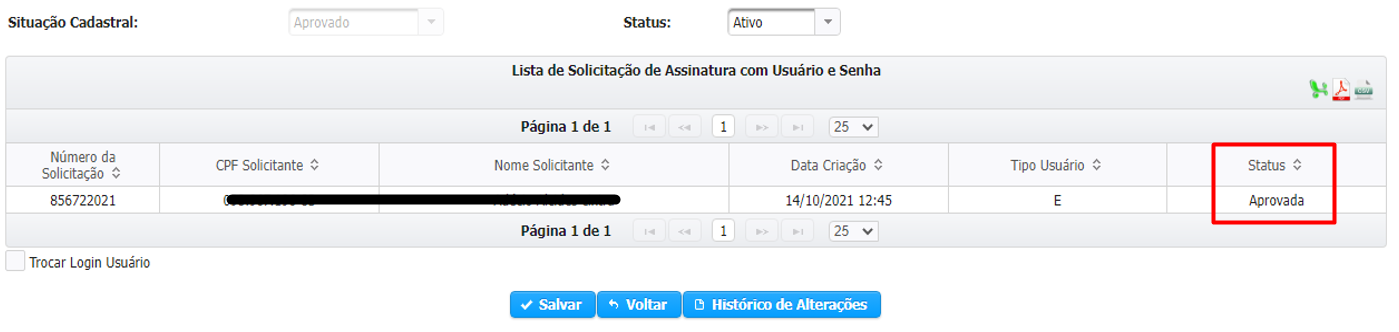 Situação Cadastral: Aprovado Status: Ativo
Lista de Solicitação de Assinatura com Usuário e Senha
Página 1 de 1 1 25
Número da Solicitação CPF Solicitante Nome Solicitante Data Criação Tipo Usuário Status
856722021 14/10/2021 12:45 E Aprovada
Página 1 de 1 1 25
Trocar Login Usuário
Salvar Voltar Histórico de Alterações